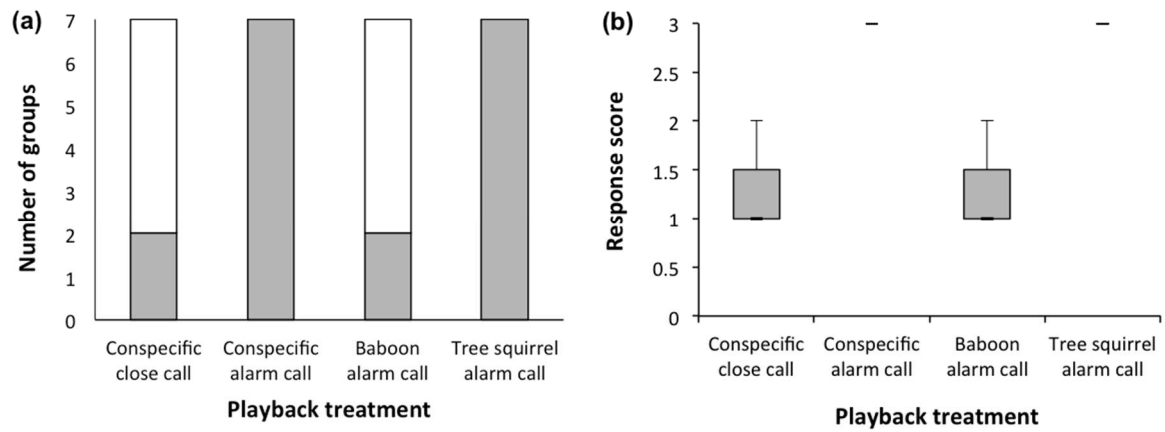 (a)
Number of groups
7
6
5
4
3
2
1
0
Conspecific
close call
Conspecific
alarm call
Baboon
alarm call
Tree squirrel
alarm call
Playback treatment
(b)
Response score
3
2.5
2
1.5
1
0.5
0
Conspecific
close call
Conspecific
alarm call
Baboon
alarm call
Tree squirrel
alarm call
Playback treatment